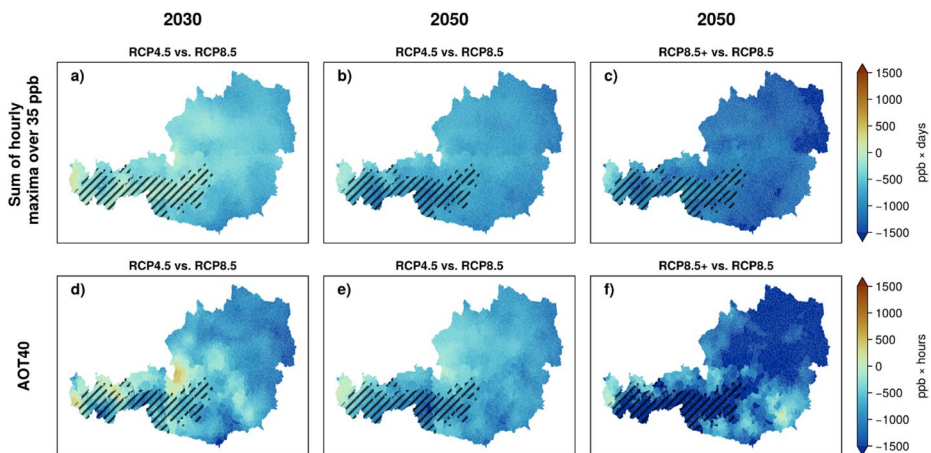 2030
2050
2050
RCP4.5 vs. RCP8.5
RCP4.5 vs. RCP8.5
RCP8.5+ vs. RCP8.5
Sum of hourly
maxima over 35 ppb
a)
b)
c)
1500
1000
500
0
−500
−1000
−1500
ppb × days
RCP4.5 vs. RCP8.5
RCP4.5 vs. RCP8.5
RCP8.5+ vs. RCP8.5
AOT40
d)
e)
f)
1500
1000
500
0
−500
−1000
−1500
ppb × hours